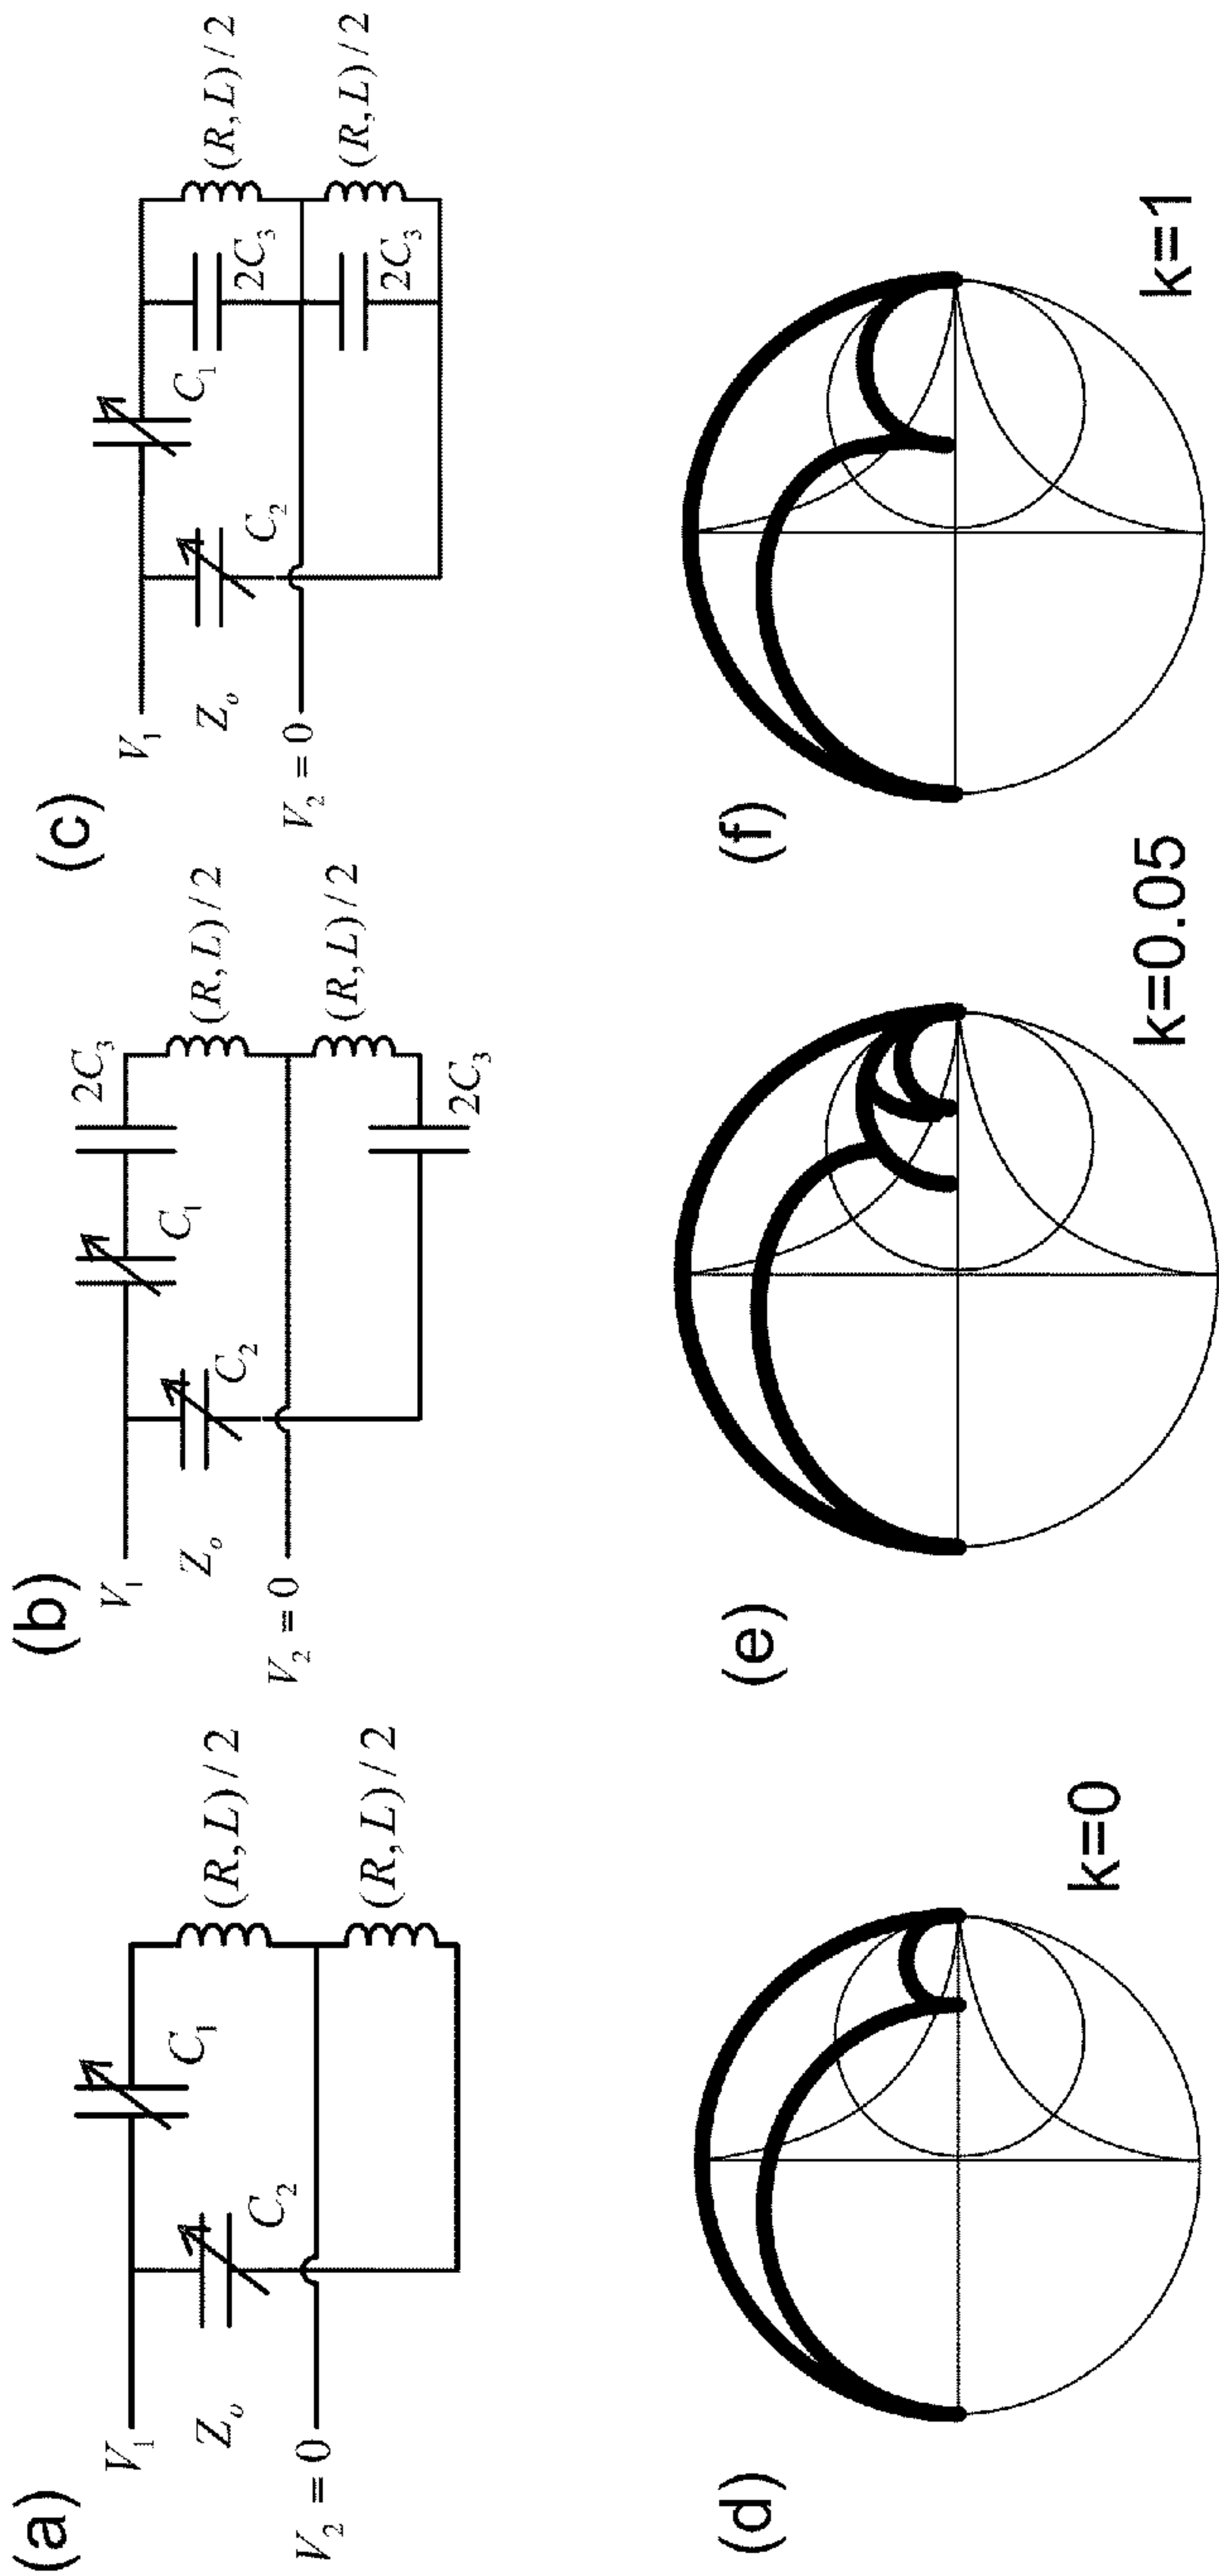 (a)
V₁
Zₒ
V₂ = 0
C₂
C₁
(R, L) / 2
(R, L) / 2
(b)
V₁
Zₒ
V₂ = 0
C₂
C₁
2C₃
(R, L) / 2
(R, L) / 2
2C₃
(c)
V₁
Zₒ
V₂ = 0
C₂
C₁
2C₃
2C₃
(R, L) / 2
(R, L) / 2
(d)
k=0
(e)
k=0.05
(f)
k=1